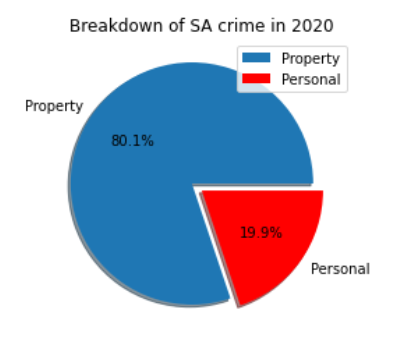 Breakdown of SA crime in 2020
Property
Personal
Property
80.1%
19.9%
Personal